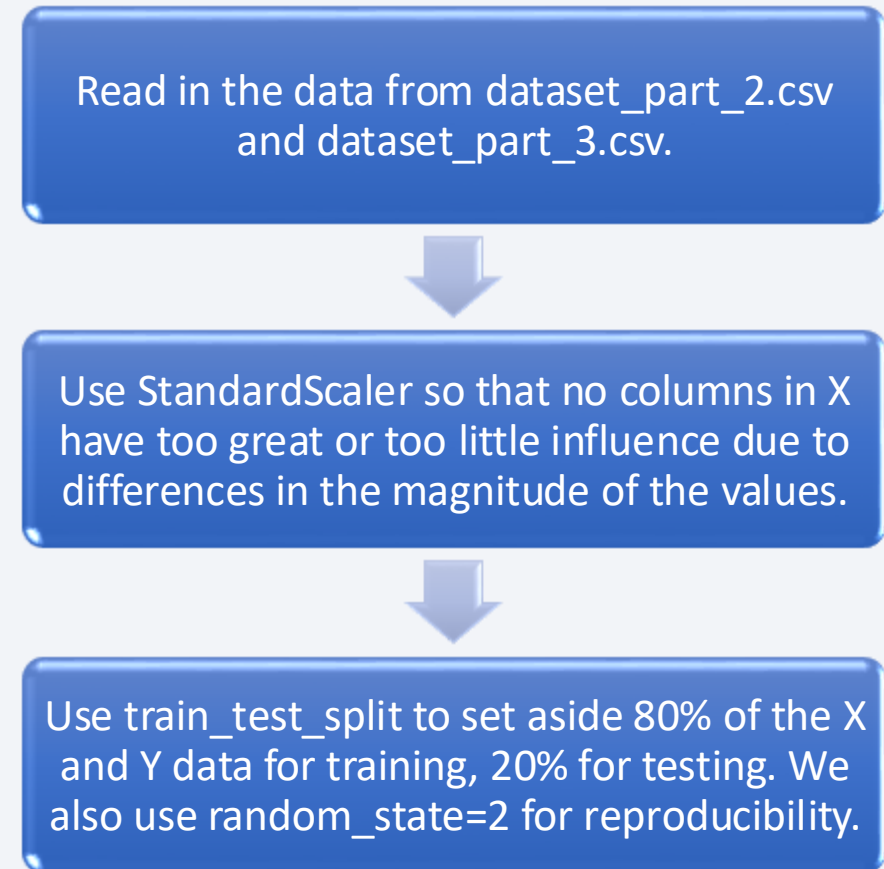 Read in the data from dataset_part_2.csv
and dataset_part_3.csv.
Use StandardScaler so that no columns in X
have too great or too little influence due to
differences in the magnitude of the values.
Use train_test_split to set aside 80% of the X
and Y data for training, 20% for testing. We
also use random_state=2 for reproducibility.